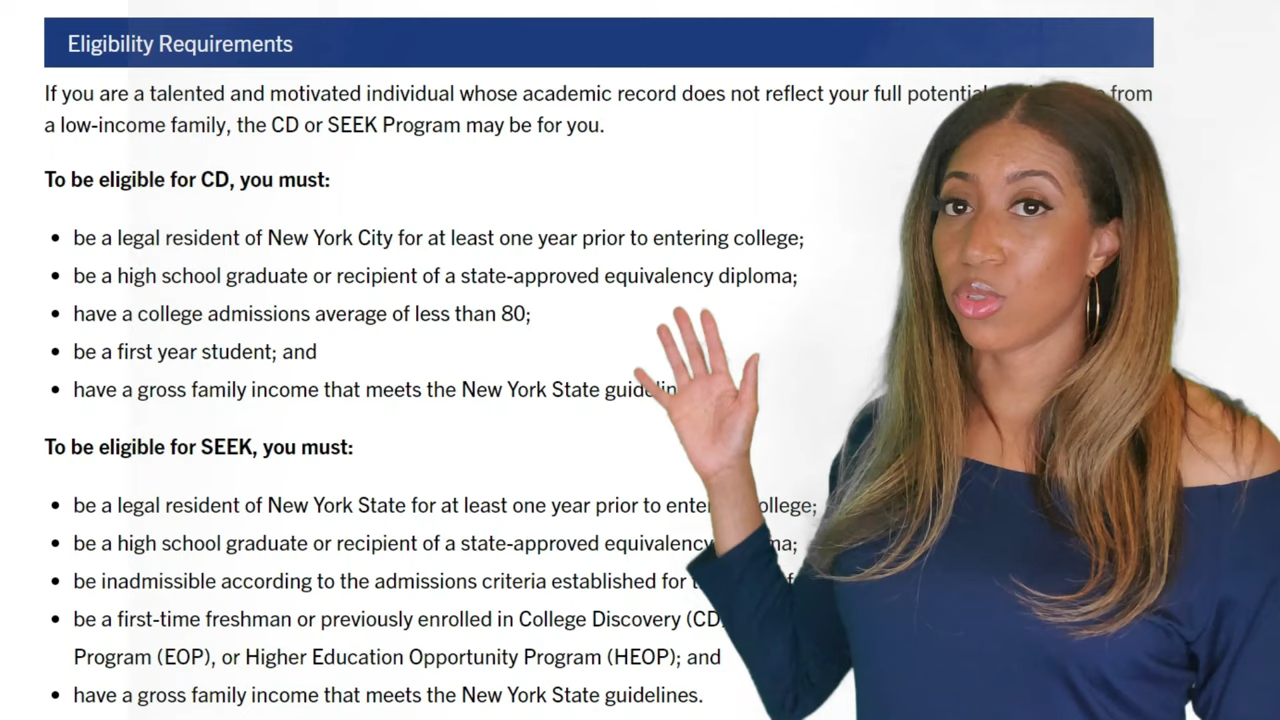 Eligibility Requirements
If you are a talented and motivated individual whose academic record does not reflect your full potential from
a low-income family, the CD or SEEK Program may be for you.
To be eligible for CD, you must:
• be a legal resident of New York City for at least one year prior to entering college;
• be a high school graduate or recipient of a state-approved equivalency diploma;
• have a college admissions average of less than 80;
• be a first year student; and
• have a gross family income that meets the New York State
To be eligible for SEEK, you must:
• be a legal resident of New York State for at least one year prior to
• be a high school graduate or recipient of a state-approved equivalency
• be inadmissible according to the admissions criteria established for
• be a first-time freshman or previously enrolled in College Discovery (CD
Program (EOP), or Higher Education Opportunity Program (HEOP); and
• have a gross family income that meets the New York State guidelines.